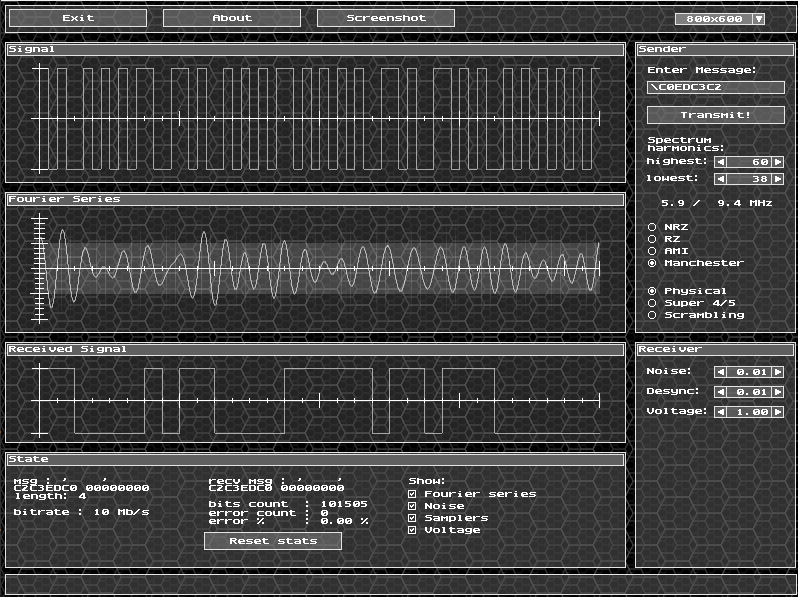 Exit About Screenshot 800x600
Signal
Sender
Enter Message:
\C0EDC3C2
Transmit!
Spectrum
harmonics:
highest: 60
lowest: 38
5.9 / 9.4 MHz
NRZ
RZ
AMI
Manchester
Physical
Super 4/5
Scrambling
Fourier Series
Received Signal
Receiver
Noise: 0.01
Desync: 0.01
Voltage: 1.00
State
msg : ' '
C2C3EDC0 00000000
length: 4
bitrate : 10 Mb/s
recv msg : ' '
C2C3EDC0 00000000
bits count : 101505
error count : 0
error % : 0.00 %
Reset stats
Show:
Fourier series
Noise
Samplers
Voltage